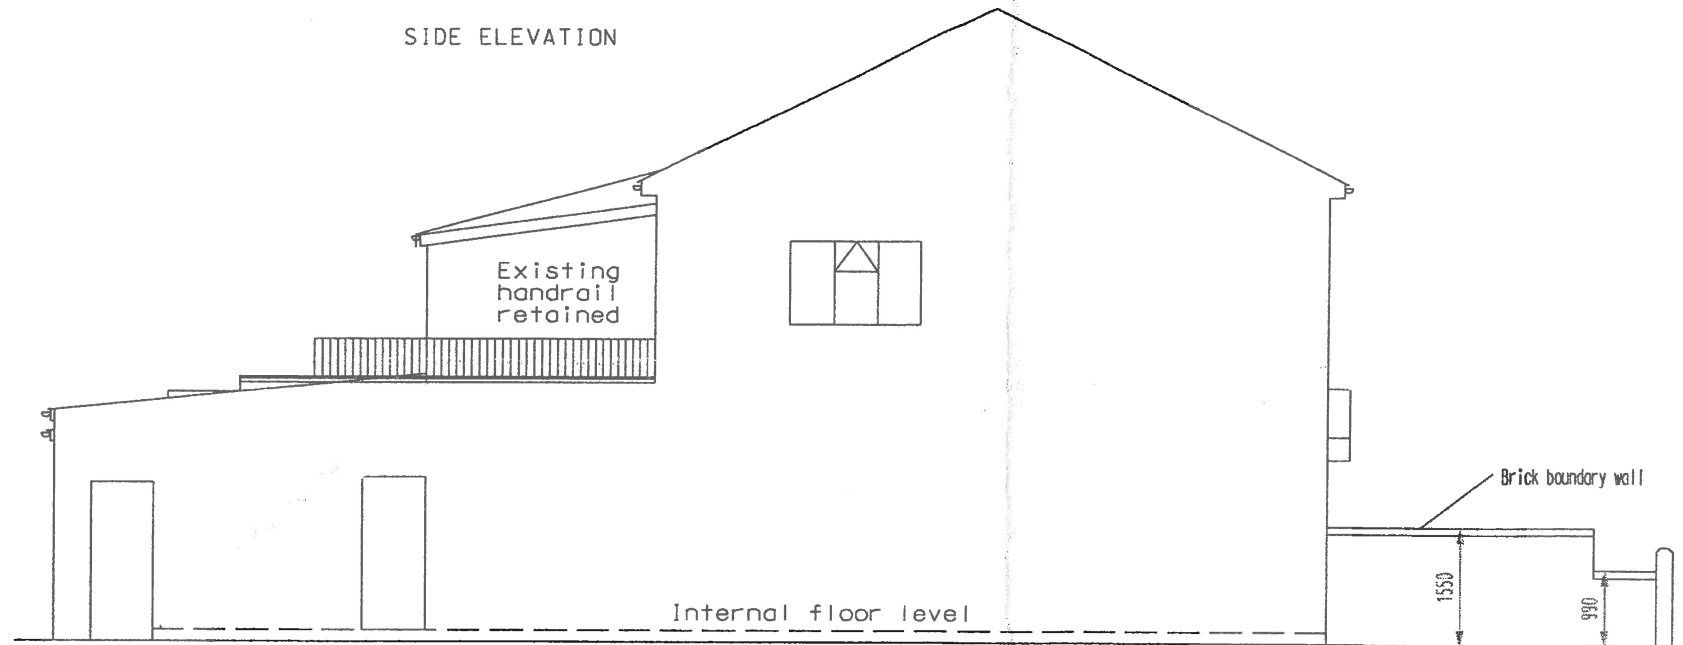 SIDE ELEVATION
Existing
handrail
retained
Brick boundary wall
Internal floor level
1550
990